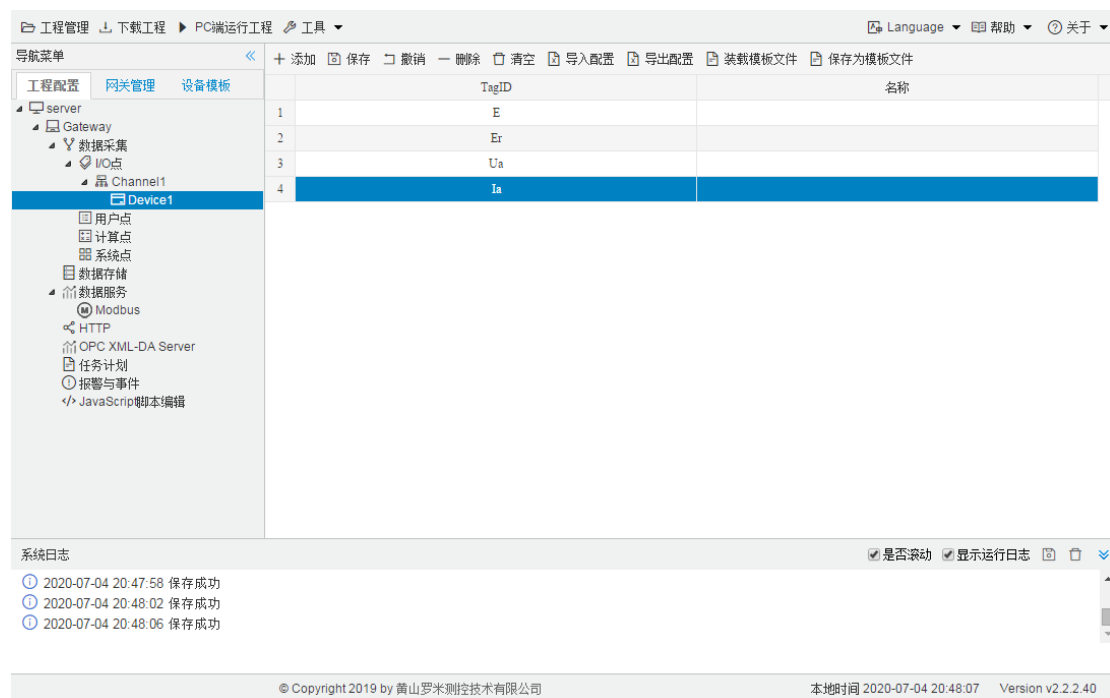 工程管理 下载工程 PC端运行工程 工具 Language 帮助 关于
导航菜单
添加 保存 撤销 删除 清空 导入配置 导出配置 装载模板文件 保存为模板文件
工程配置 网关管理 设备模板
TagID 名称
server
1 E
Gateway
2 Er
数据采集
3 Ua
I/O点
Channel1
4 Ia
Device1
用户点
计算点
系统点
数据存储
数据服务
Modbus
HTTP
OPC XML-DA Server
任务计划
报警与事件
JavaScript脚本编辑
系统日志 是否滚动 显示运行日志
2020-07-04 20:47:58 保存成功
2020-07-04 20:48:02 保存成功
2020-07-04 20:48:06 保存成功
© Copyright 2019 by 黄山罗米测控技术有限公司 本地时间 2020-07-04 20:48:07 Version v2.2.2.40